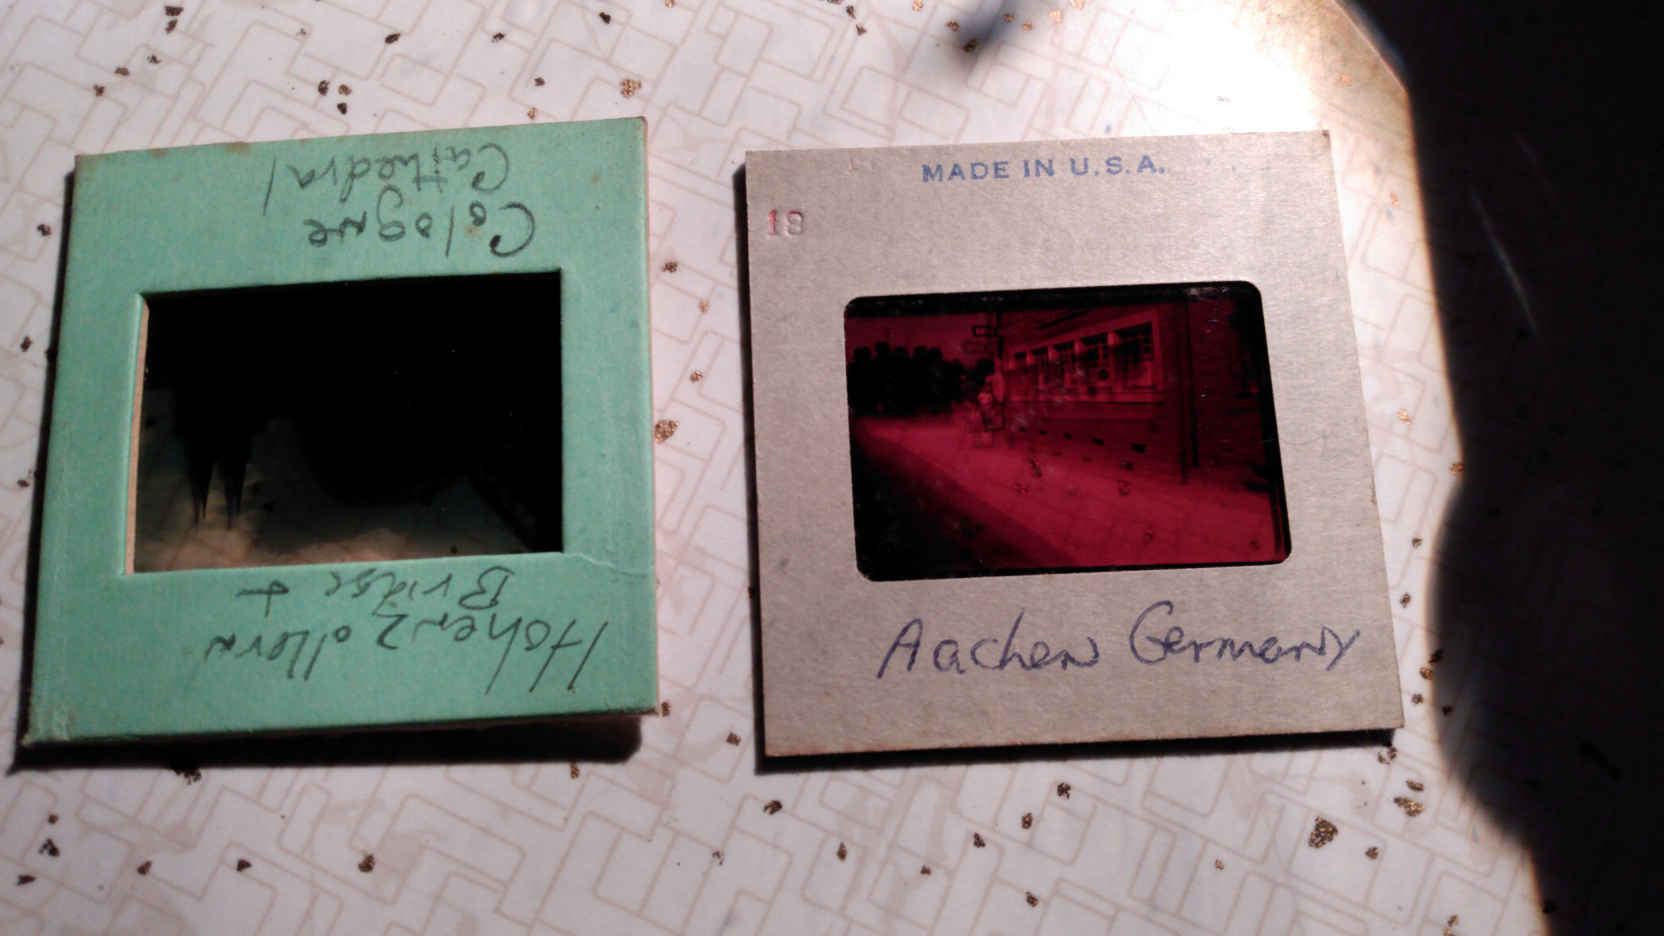 Hohenzollern
Bridge +
Cologne
Cathedral
MADE IN U.S.A.
18
Aachen Germany